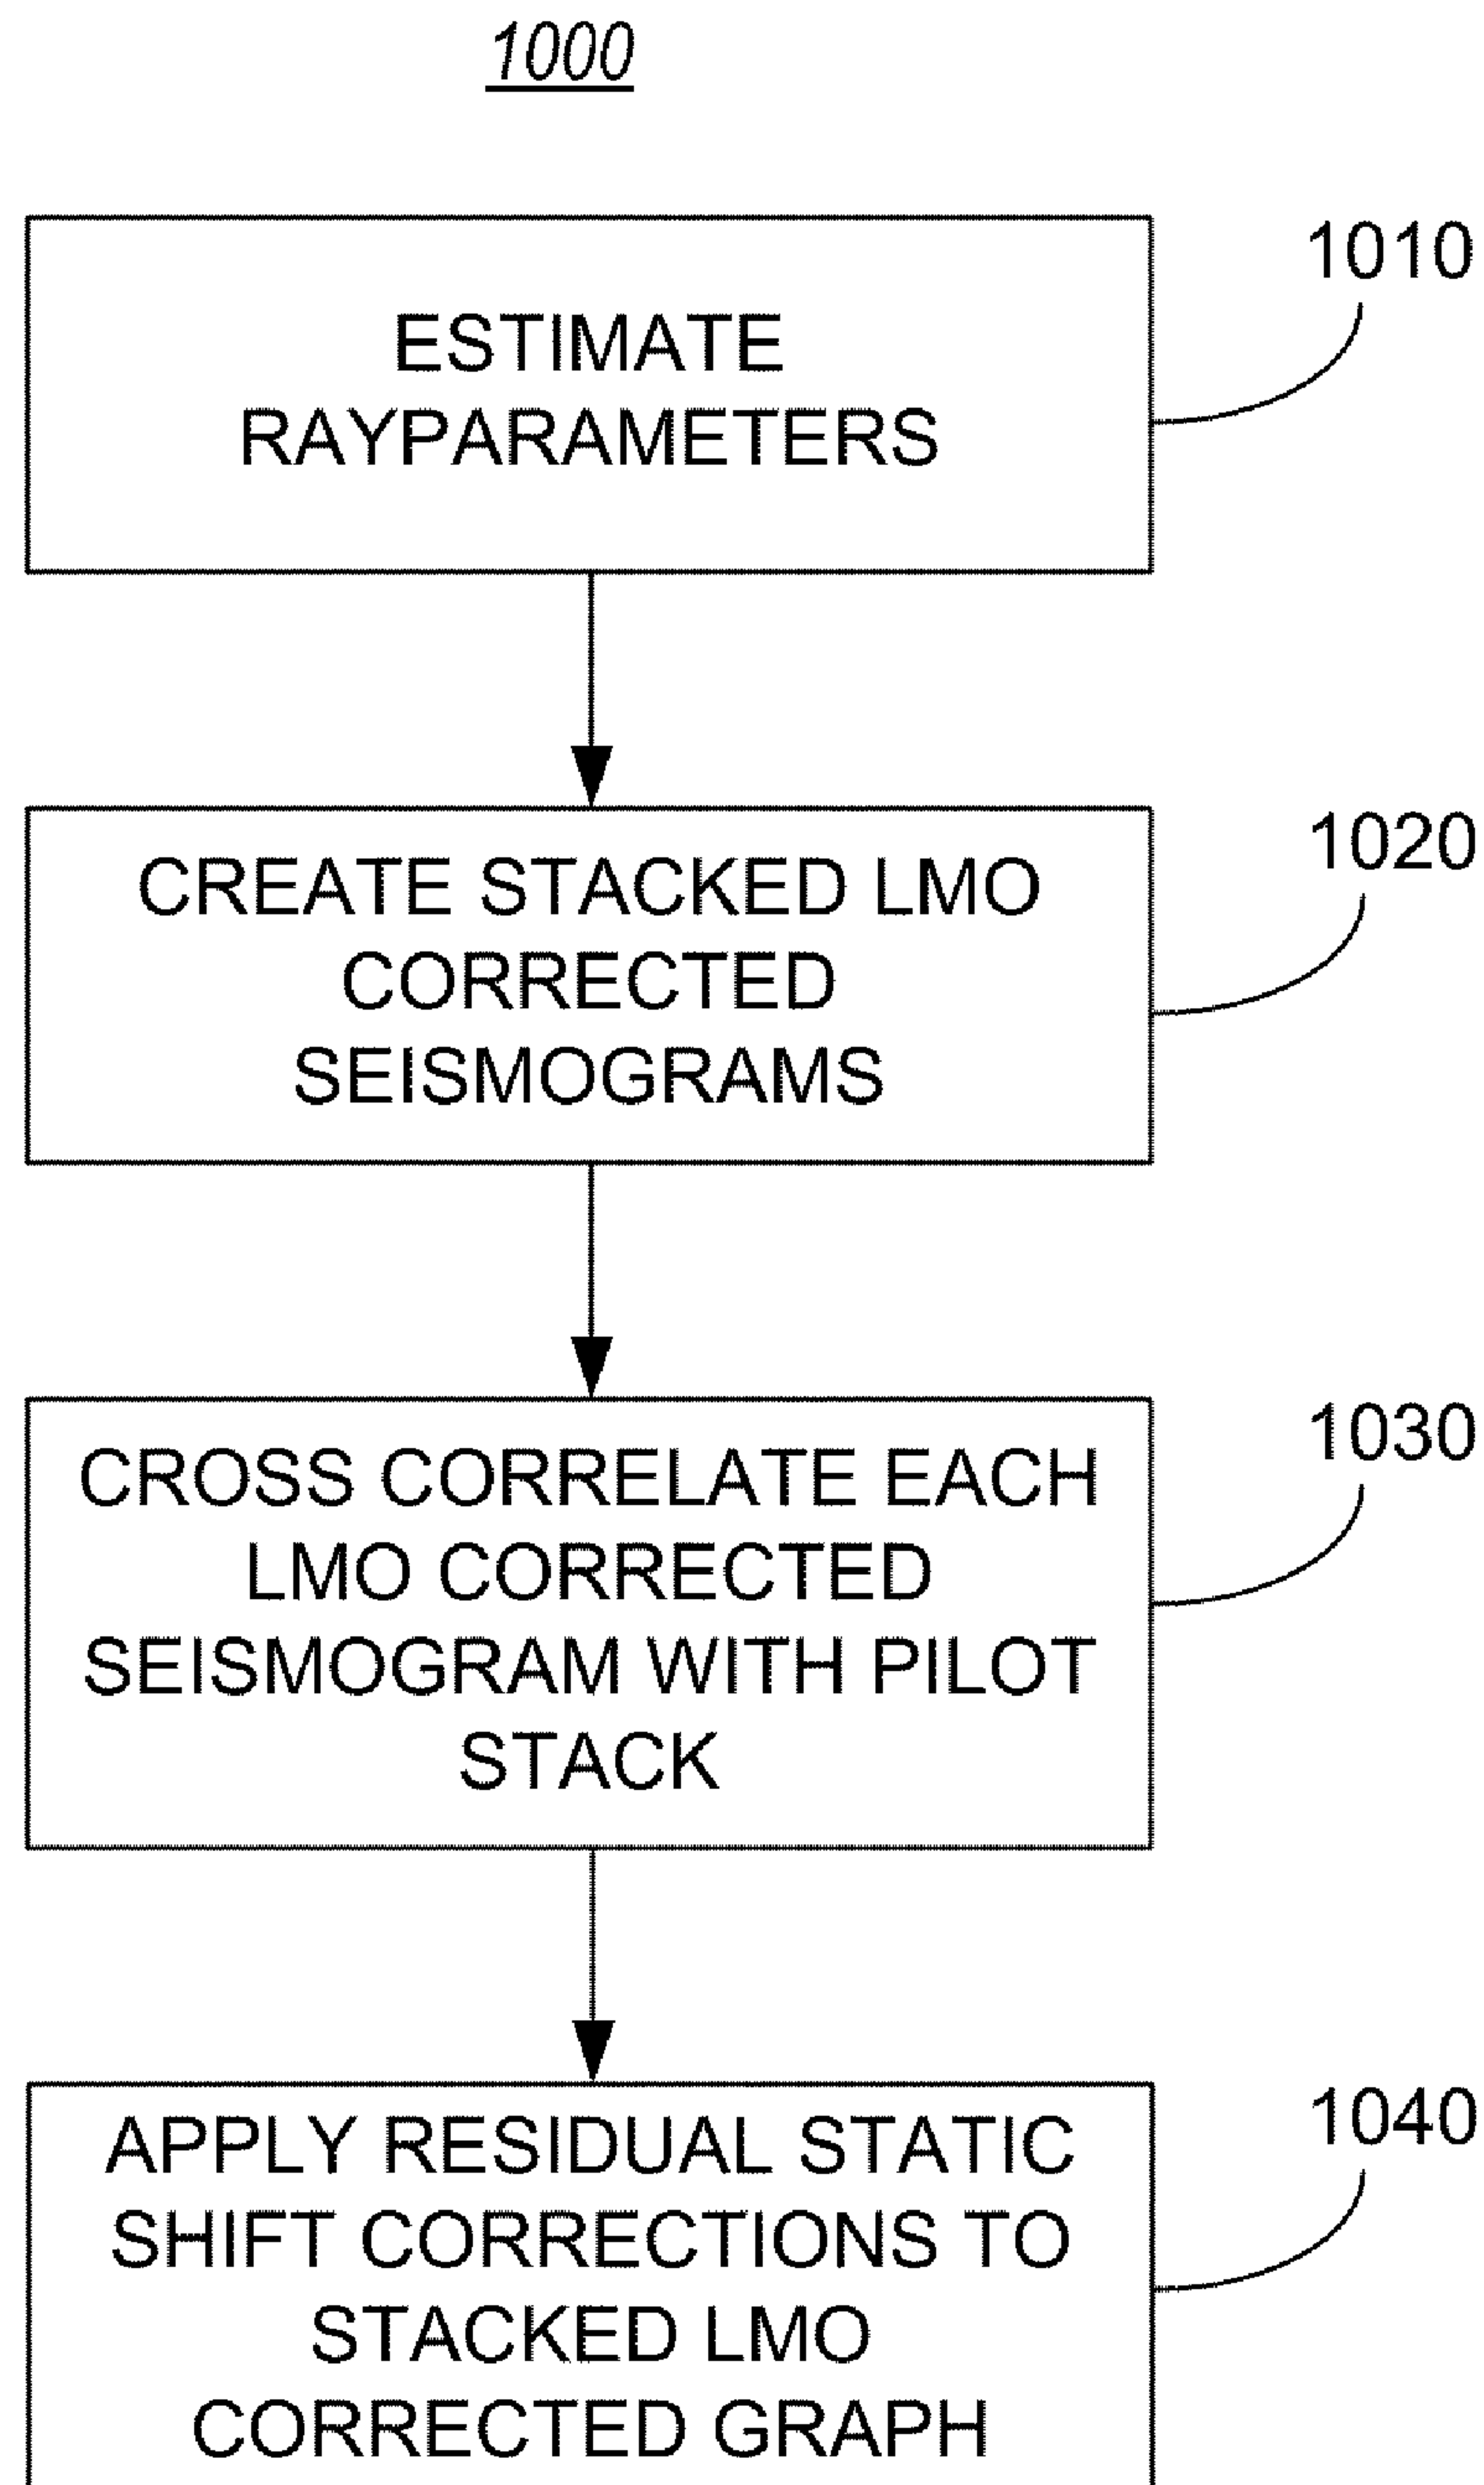 1000
1010
ESTIMATE
RAYPARAMETERS
1020
CREATE STACKED LMO
CORRECTED
SEISMOGRAMS
1030
CROSS CORRELATE EACH
LMO CORRECTED
SEISMOGRAM WITH PILOT
STACK
1040
APPLY RESIDUAL STATIC
SHIFT CORRECTIONS TO
STACKED LMO
CORRECTED GRAPH